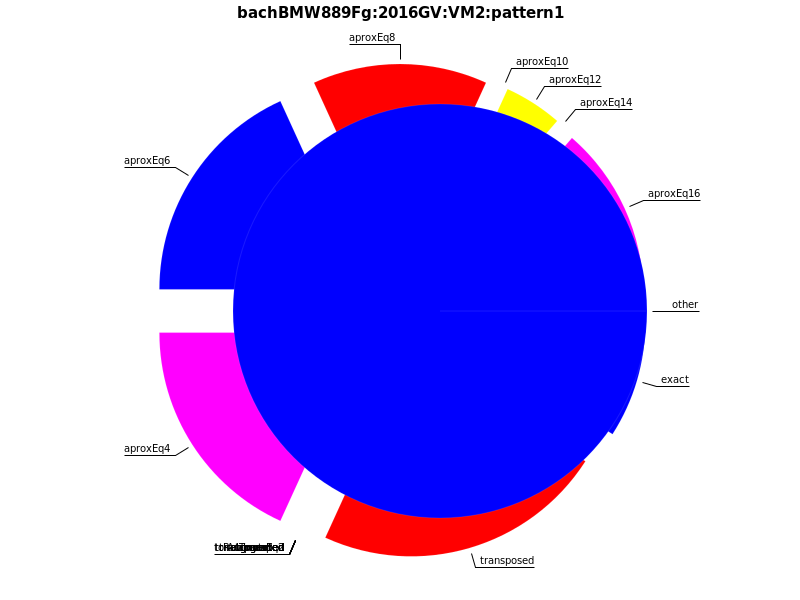 bachBMW889Fg:2016GV:VM2:pattern1
aproxEq8
aproxEq10
aproxEq12
aproxEq14
aproxEq6
aproxEq16
other
exact
aproxEq4
transposed